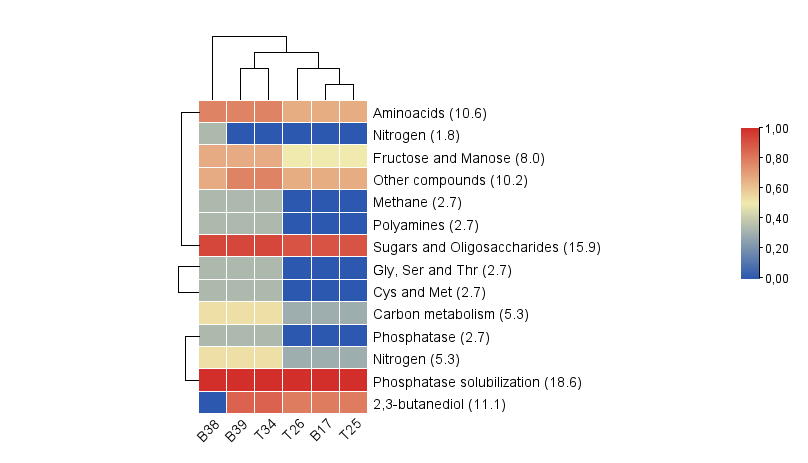 Aminoacids (10.6)
Nitrogen (1.8)
Fructose and Manose (8.0)
Other compounds (10.2)
Methane (2.7)
Polyamines (2.7)
Sugars and Oligosaccharides (15.9)
Gly, Ser and Thr (2.7)
Cys and Met (2.7)
Carbon metabolism (5.3)
Phosphatase (2.7)
Nitrogen (5.3)
Phosphatase solubilization (18.6)
2,3-butanediol (11.1)
B38 B39 T34 T26 B17 T25
1,00
0,80
0,60
0,40
0,20
0,00